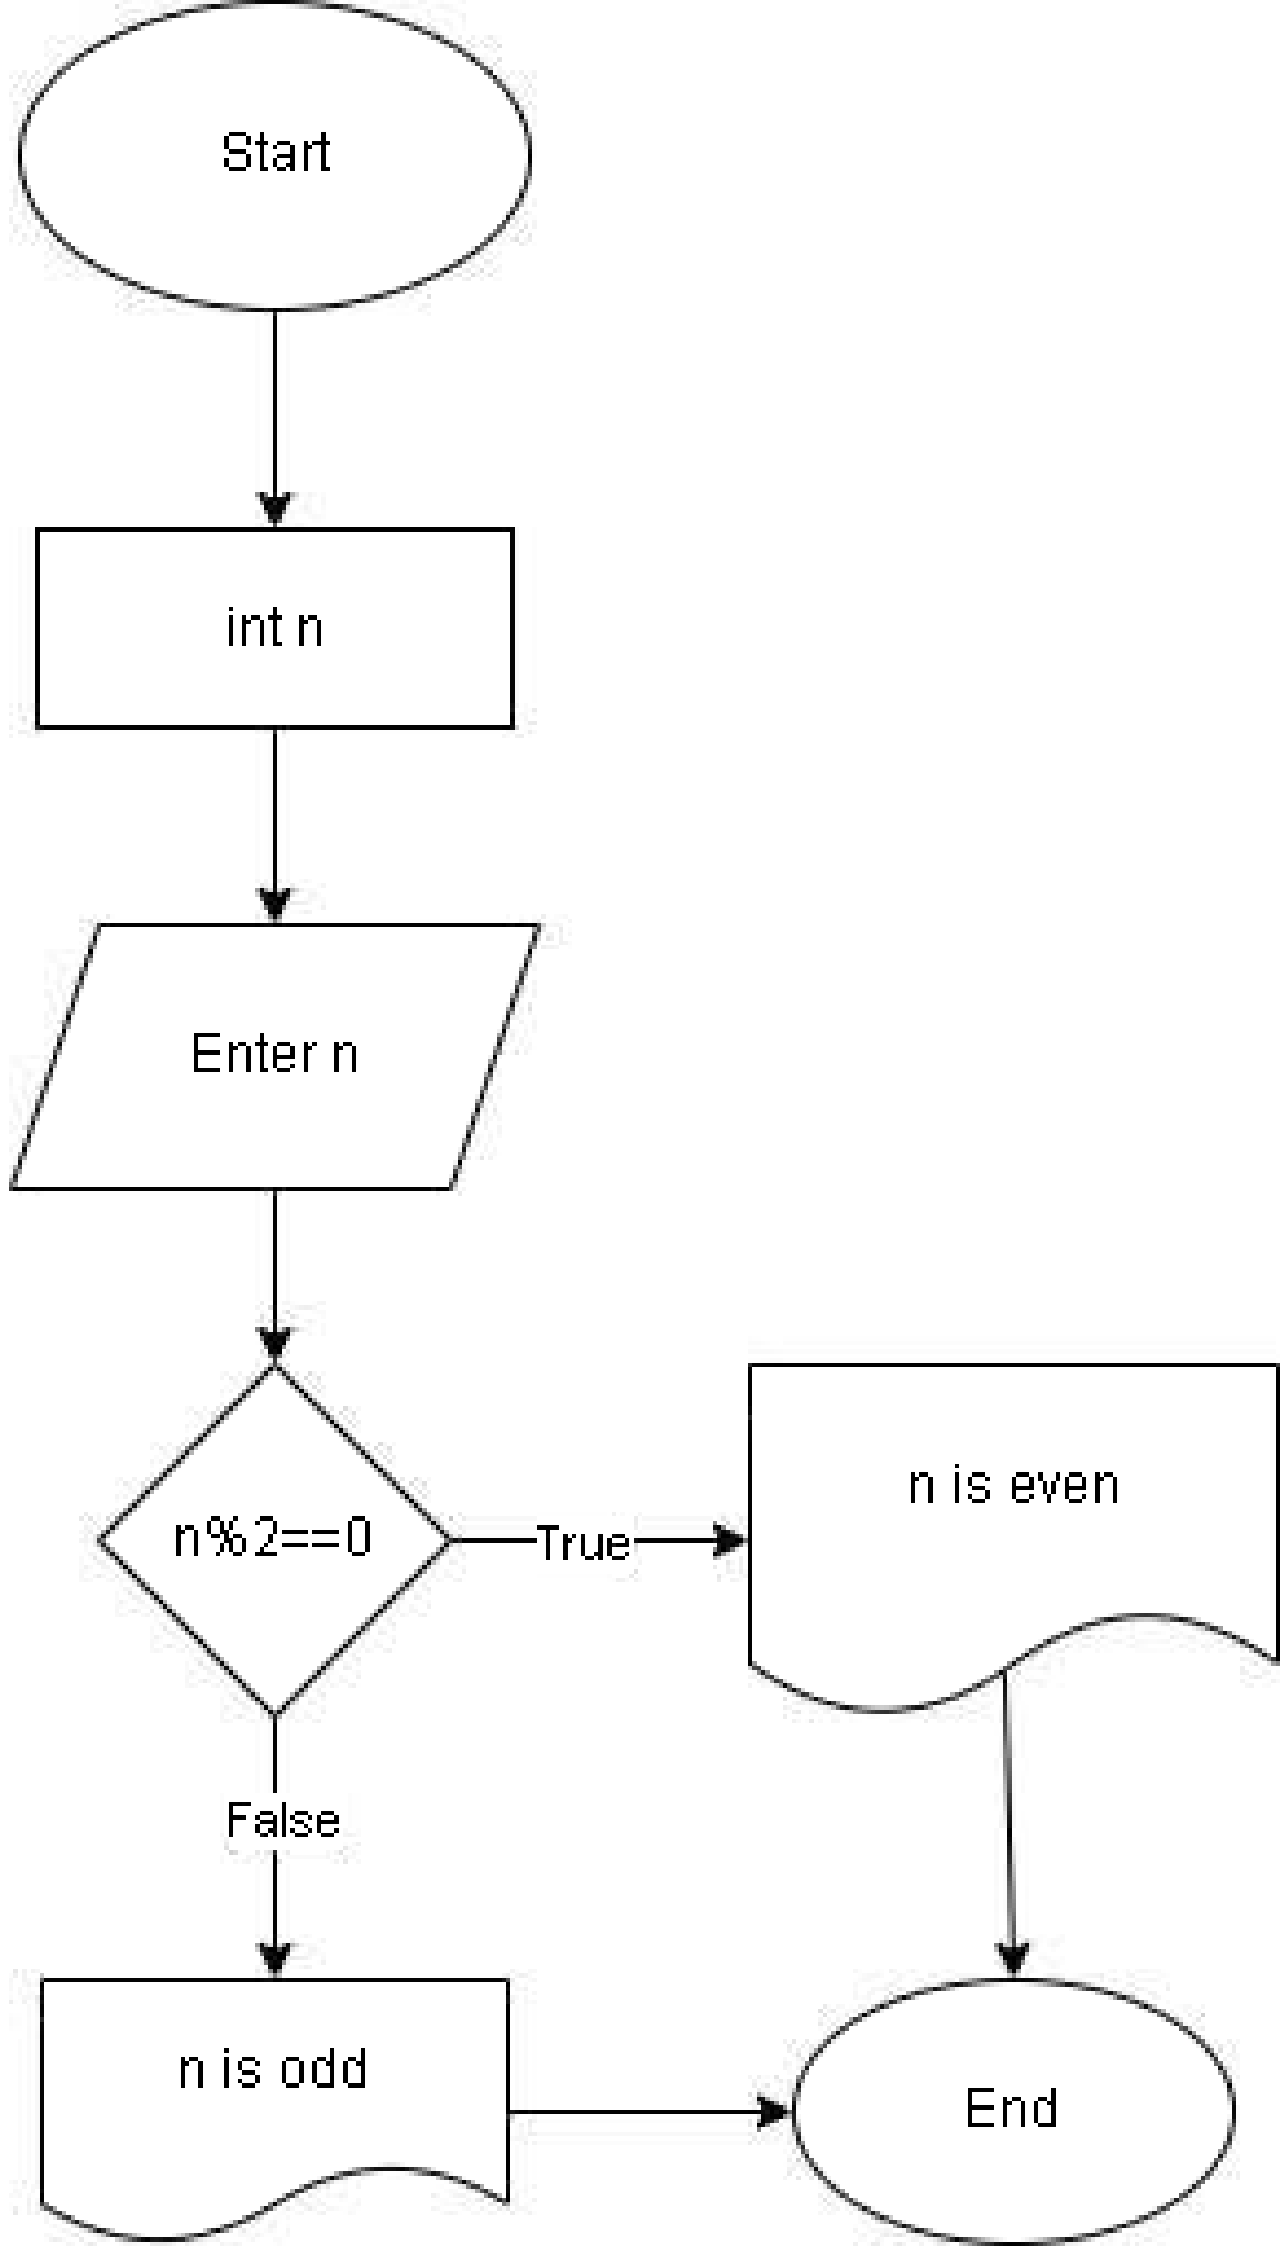 Start
int n
Enter n
n%2==0
True
n is even
False
n is odd
End